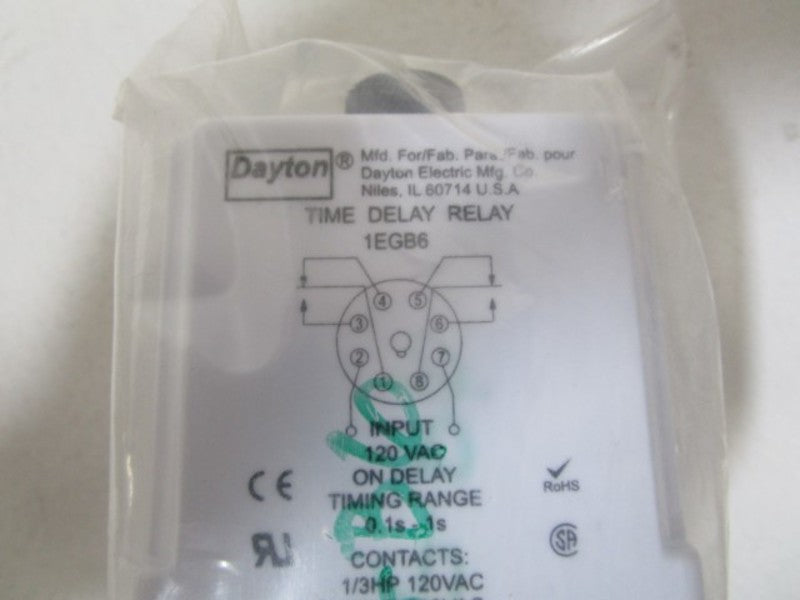 Dayton®
Mfd. For/Fab. Para./Fab. pour
Dayton Electric Mfg. Co.
Niles, IL 60714 U.S.A
TIME DELAY RELAY
1EGB6
4 5
3 6
2 7
1 8
INPUT
120 VAC
ON DELAY
TIMING RANGE
0.1s - 1s
CE
RoHS
CONTACTS:
1/3HP 120VAC